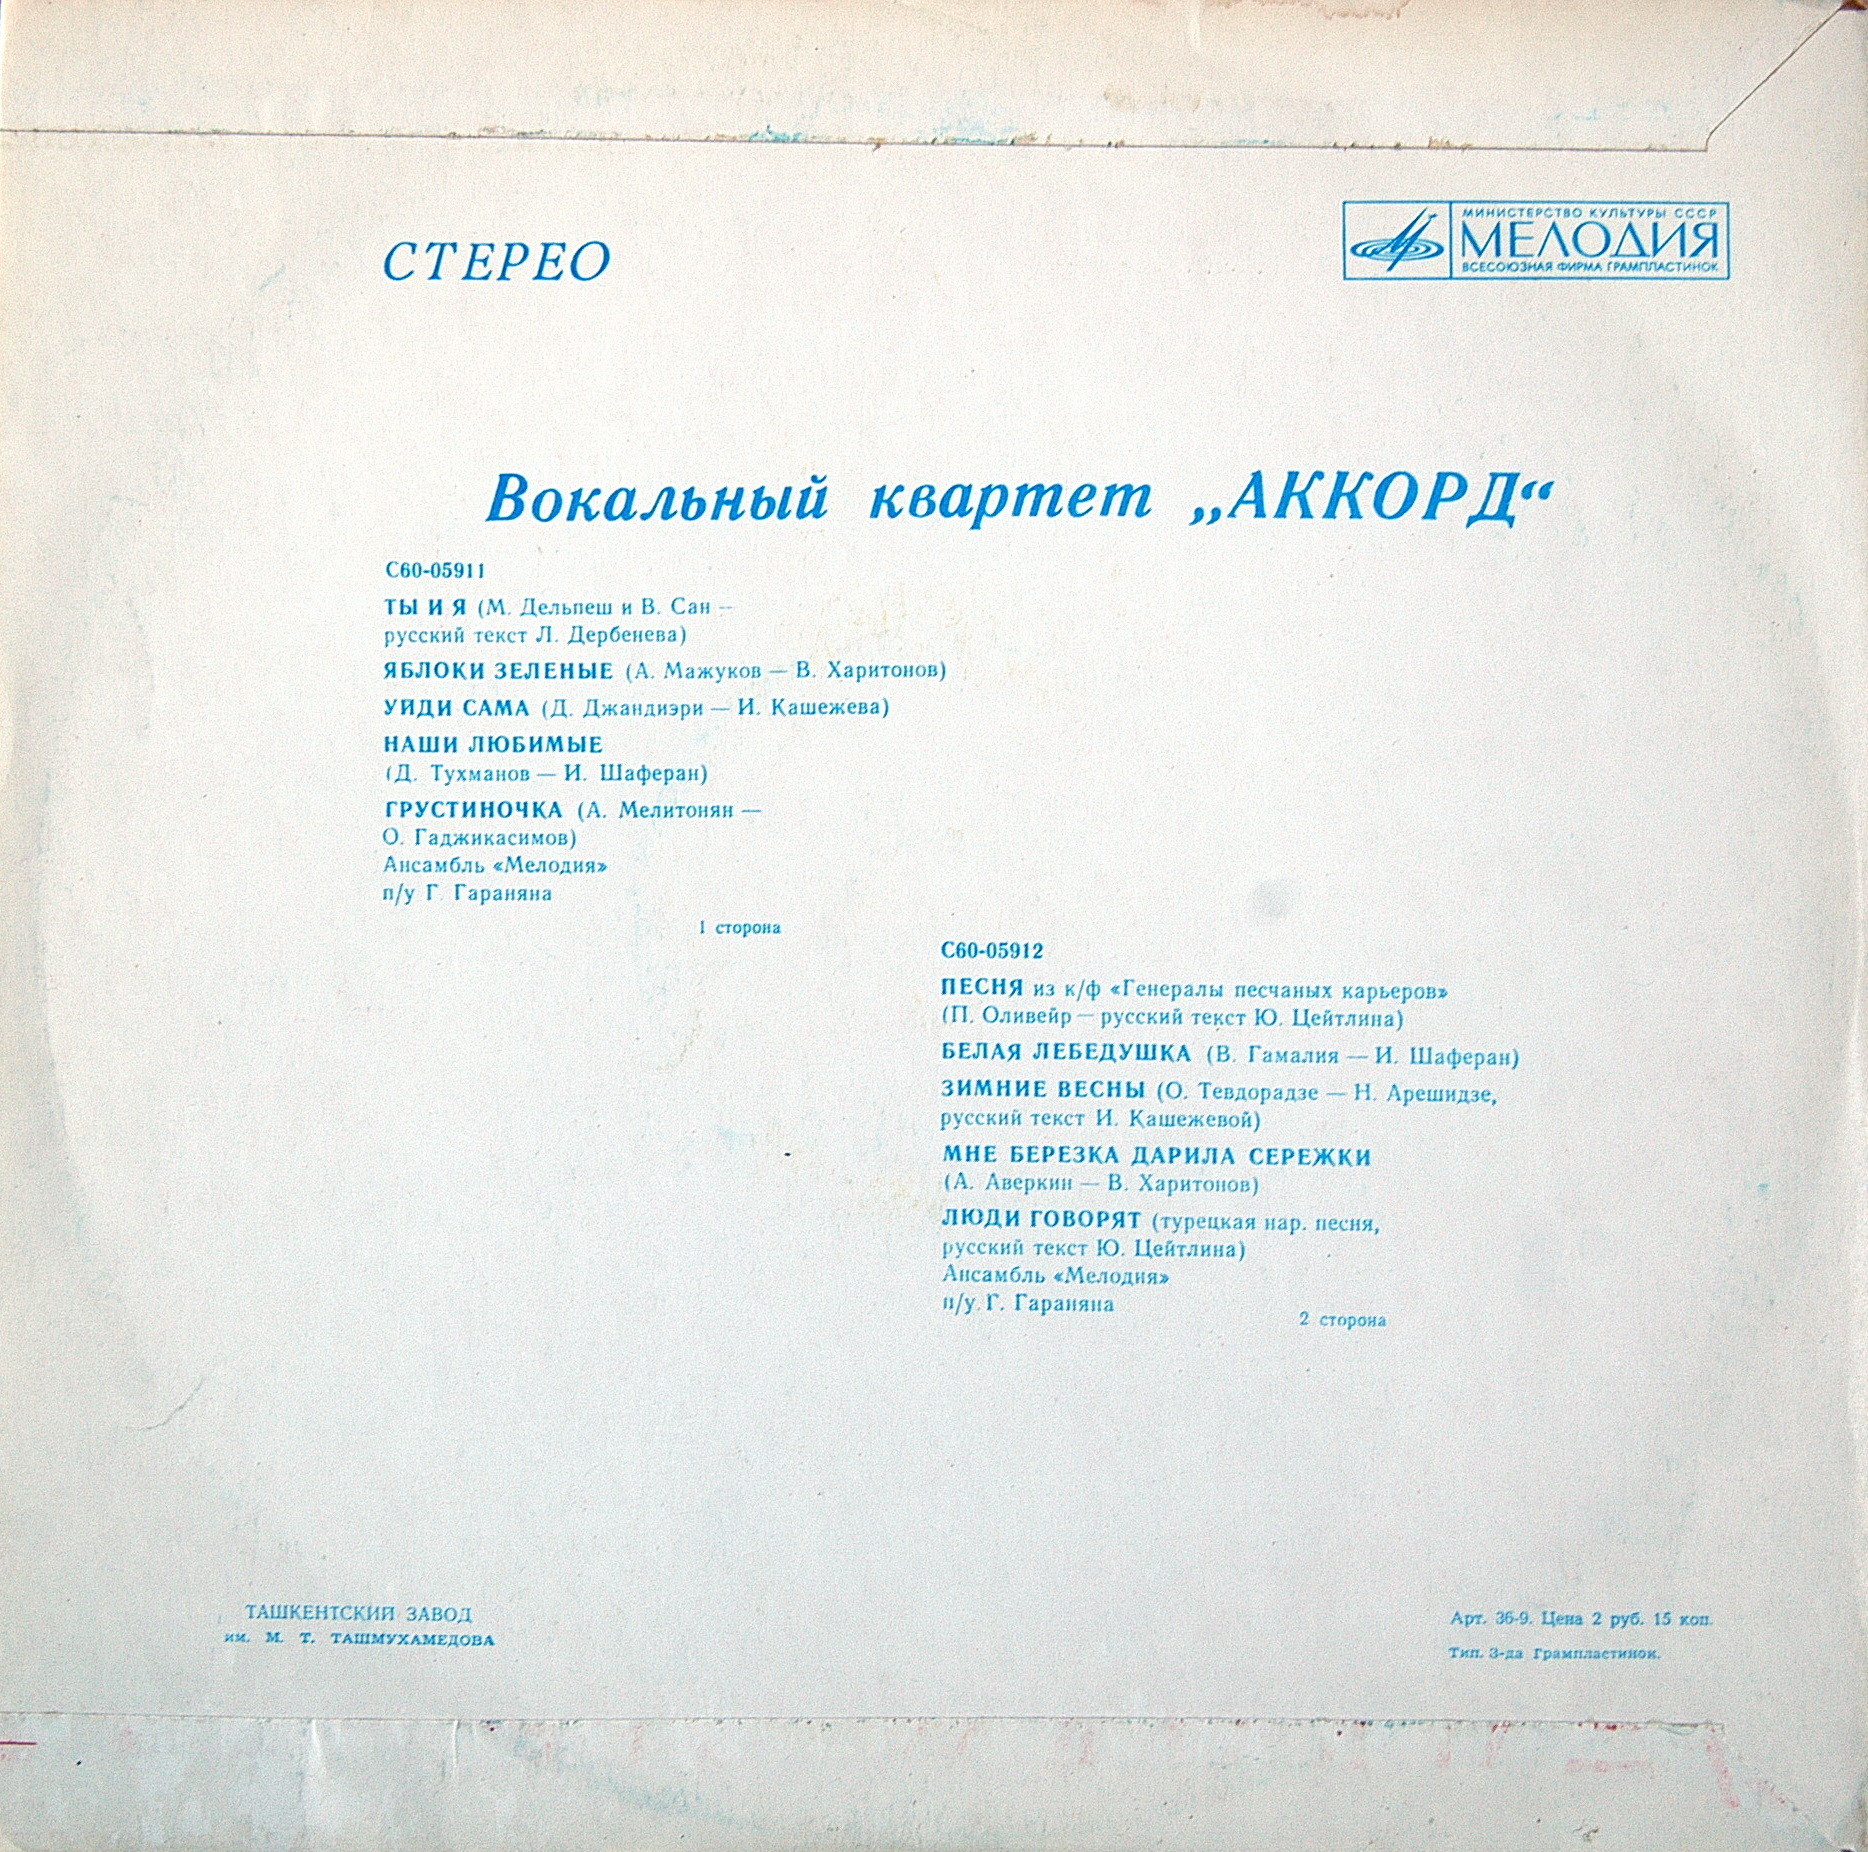 СТЕРЕО
МИНИСТЕРСТВО КУЛЬТУРЫ СССР
МЕЛОДИЯ
ВСЕСОЮЗНАЯ ФИРМА ГРАМПЛАСТИНОК
Вокальный квартет „АККОРД“
С60-05911
ТЫ И Я (М. Дельпеш и В. Сан —
русский текст Л. Дербенева)
ЯБЛОКИ ЗЕЛЕНЫЕ (А. Мажуков — В. Харитонов)
УЙДИ САМА (Д. Джандиэри — И. Кашежева)
НАШИ ЛЮБИМЫЕ
(Д. Тухманов — И. Шаферан)
ГРУСТИНОЧКА (А. Мелитонян —
О. Гаджикасимов)
Ансамбль «Мелодия»
п/у Г. Гараняна
1 сторона
С60-05912
ПЕСНЯ из к/ф «Генералы песчаных карьеров»
(П. Оливейр — русский текст Ю. Цейтлина)
БЕЛАЯ ЛЕБЕДУШКА (В. Гамалия — И. Шаферан)
ЗИМНИЕ ВЕСНЫ (О. Тевдорадзе — Н. Арешидзе,
русский текст И. Кашежевой)
МНЕ БЕРЕЗКА ДАРИЛА СЕРЕЖКИ
(А. Аверкин — В. Харитонов)
ЛЮДИ ГОВОРЯТ (турецкая нар. песня,
русский текст Ю. Цейтлина)
Ансамбль «Мелодия»
п/у Г. Гараняна
2 сторона
ТАШКЕНТСКИЙ ЗАВОД
им. М. Т. ТАШМУХАМЕДОВА
Арт. 36-9. Цена 2 руб. 15 коп.
Тип. З-да Грампластинок.